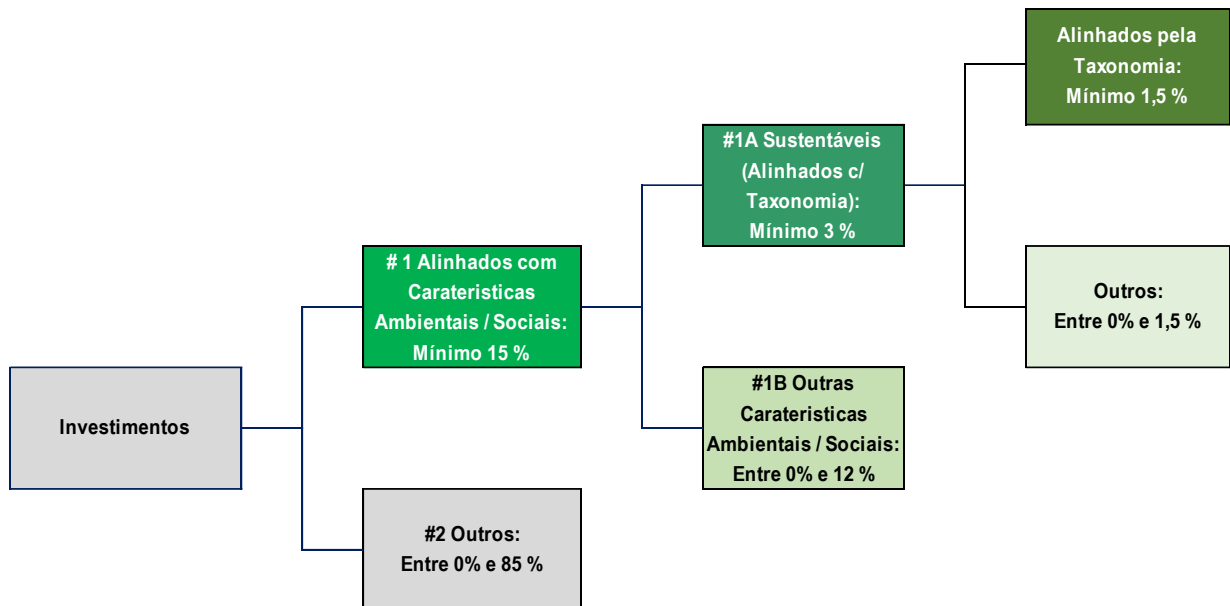 Investimentos
# 1 Alinhados com
Carateristicas
Ambientais / Sociais:
Mínimo 15 %
#2 Outros:
Entre 0% e 85 %
#1A Sustentáveis
(Alinhados c/
Taxonomia):
Mínimo 3 %
#1B Outras
Carateristicas
Ambientais / Sociais:
Entre 0% e 12 %
Alinhados pela
Taxonomia:
Mínimo 1,5 %
Outros:
Entre 0% e 1,5 %